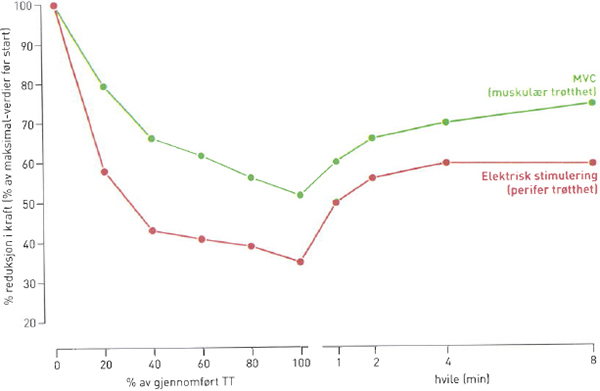 % reduksjon i kraft (% av maksimal-verdier før start)
100
90
80
70
60
50
40
30
20
MVC
(muskulær trøtthet)
Elektrisk stimulering
(perifer trøtthet)
0 20 40 60 80 100 1 2 4 8
% av gjennomført TT hvile (min)